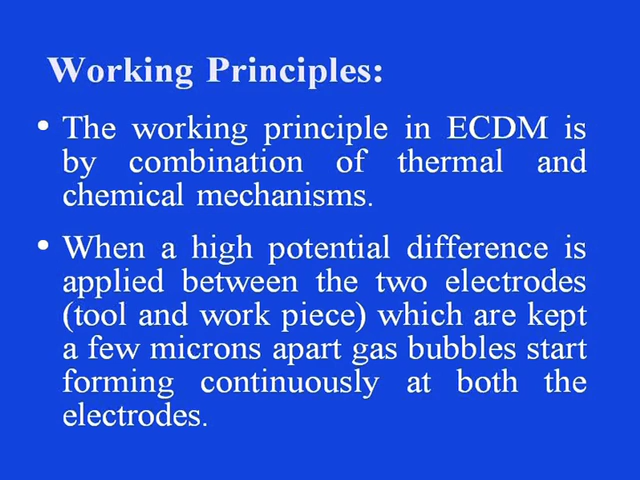 Working Principles:
• The working principle in ECDM is
by combination of thermal and
chemical mechanisms.
• When a high potential difference is
applied between the two electrodes
(tool and work piece) which are kept
a few microns apart gas bubbles start
forming continuously at both the
electrodes.